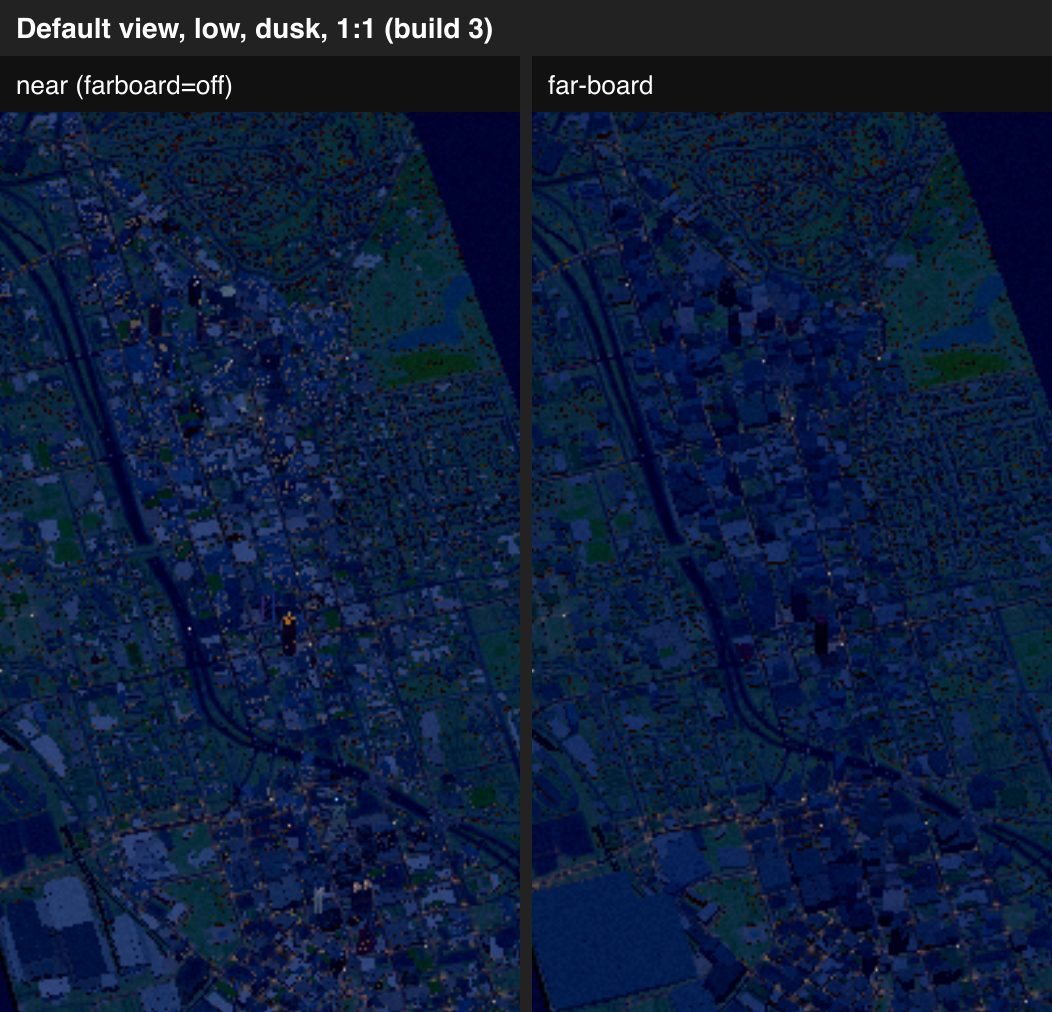 Default view, low, dusk, 1:1 (build 3)
near (farboard=off)
far-board